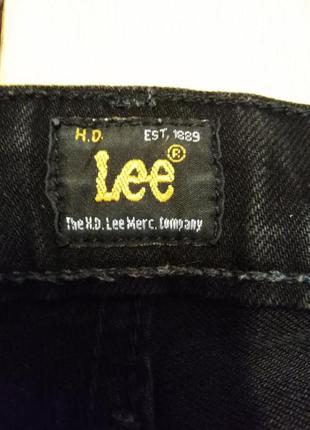 H.D. EST, 1889
Lee®
The H.D. Lee Merc. Company